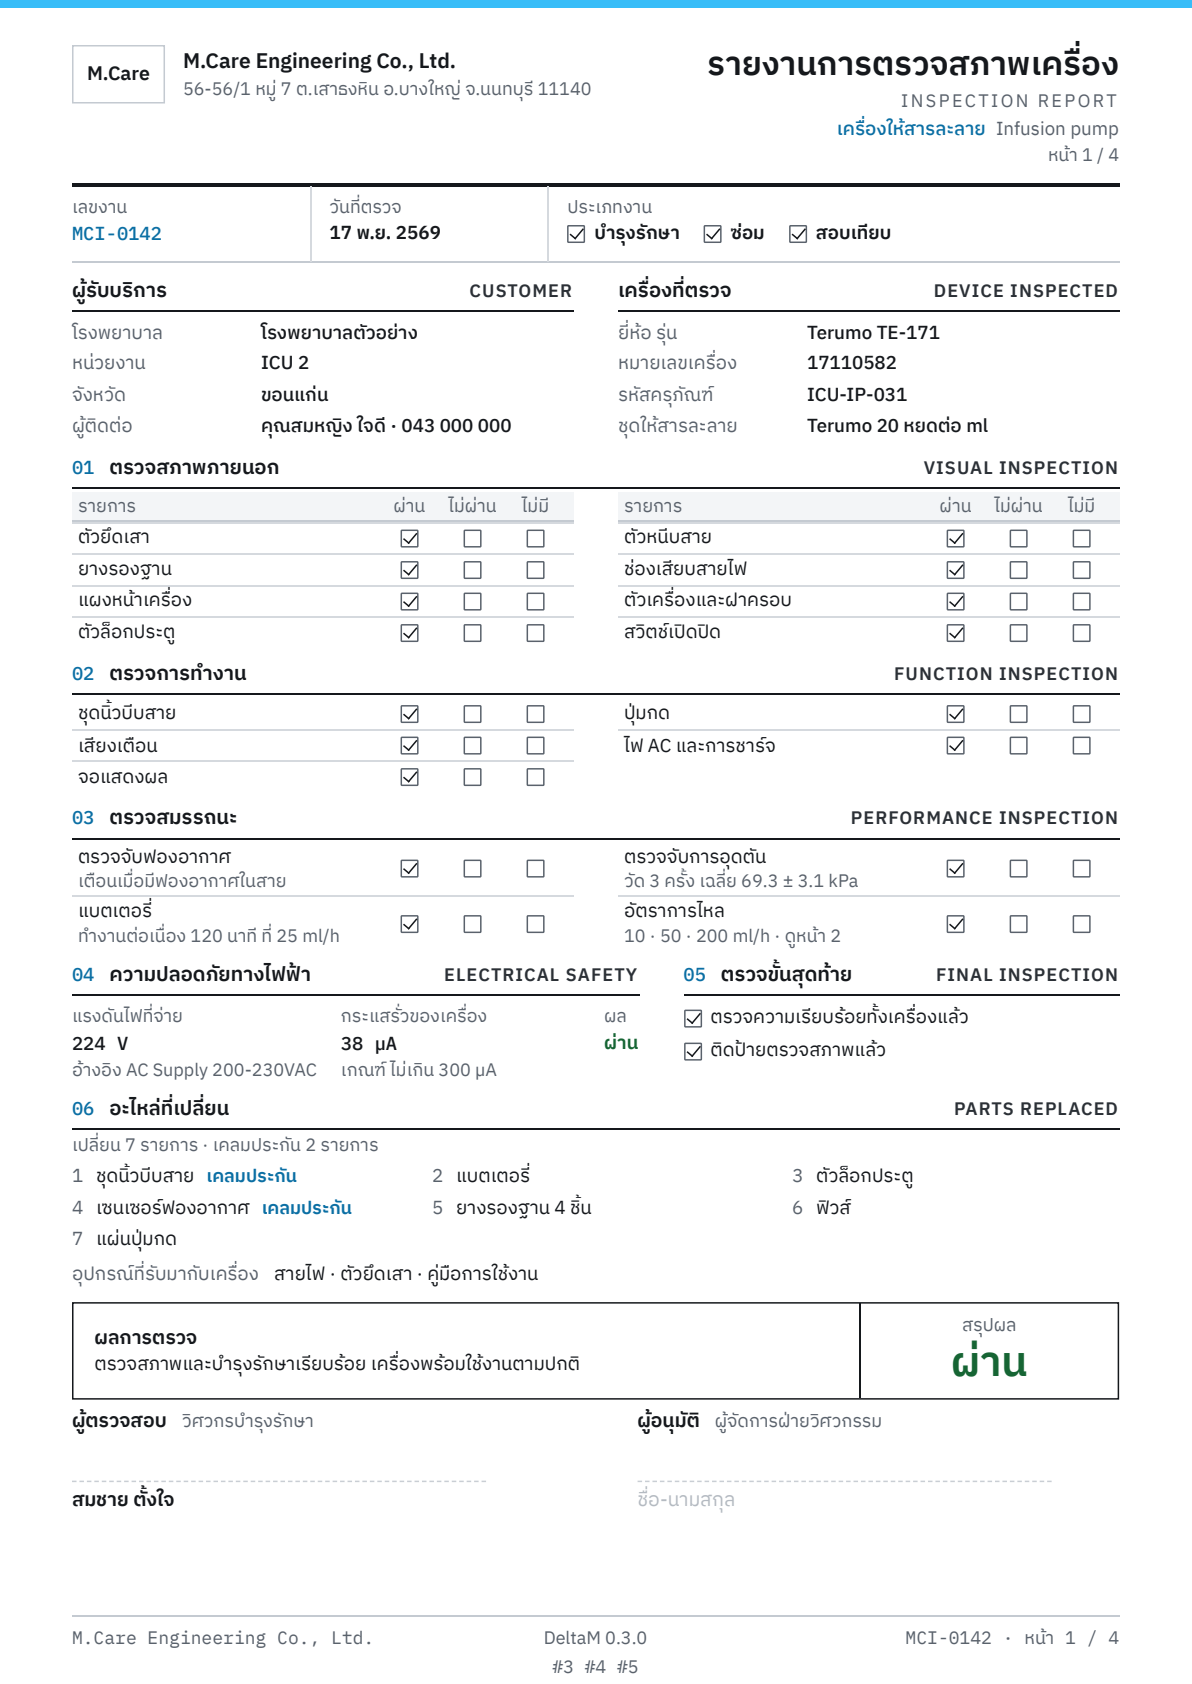 M.Care
M.Care Engineering Co., Ltd.
56-56/1 หมู่ 7 ต.เสาธงหิน อ.บางใหญ่ จ.นนทบุรี 11140
รายงานการตรวจสภาพเครื่อง
INSPECTION REPORT
เครื่องให้สารละลาย Infusion pump
หน้า 1 / 4
เลขงาน
MCI-0142
วันที่ตรวจ
17 พ.ย. 2569
ประเภทงาน
บำรุงรักษา ซ่อม สอบเทียบ
ผู้รับบริการ CUSTOMER
โรงพยาบาล โรงพยาบาลตัวอย่าง
หน่วยงาน ICU 2
จังหวัด ขอนแก่น
ผู้ติดต่อ คุณสมหญิง ใจดี · 043 000 000
เครื่องที่ตรวจ DEVICE INSPECTED
ยี่ห้อ รุ่น Terumo TE-171
หมายเลขเครื่อง 17110582
รหัสครุภัณฑ์ ICU-IP-031
ชุดให้สารละลาย Terumo 20 หยดต่อ ml
01 ตรวจสภาพภายนอก VISUAL INSPECTION
รายการ ผ่าน ไม่ผ่าน ไม่มี รายการ ผ่าน ไม่ผ่าน ไม่มี
ตัวยึดเสา ตัวหนีบสาย
ยางรองฐาน ช่องเสียบสายไฟ
แผงหน้าเครื่อง ตัวเครื่องและฝาครอบ
ตัวล็อกประตู สวิตช์เปิดปิด
02 ตรวจการทำงาน FUNCTION INSPECTION
ชุดนิ้วบีบสาย ปุ่มกด
เสียงเตือน ไฟ AC และการชาร์จ
จอแสดงผล
03 ตรวจสมรรถนะ PERFORMANCE INSPECTION
ตรวจจับฟองอากาศ ตรวจจับการอุดตัน
เตือนเมื่อมีฟองอากาศในสาย วัด 3 ครั้ง เฉลี่ย 69.3 ± 3.1 kPa
แบตเตอรี่ อัตราการไหล
ทำงานต่อเนื่อง 120 นาที ที่ 25 ml/h 10 · 50 · 200 ml/h · ดูหน้า 2
04 ความปลอดภัยทางไฟฟ้า ELECTRICAL SAFETY
แรงดันไฟที่จ่าย กระแสรั่วของเครื่อง ผล
224 V 38 µA ผ่าน
อ้างอิง AC Supply 200-230VAC เกณฑ์ ไม่เกิน 300 µA
05 ตรวจขั้นสุดท้าย FINAL INSPECTION
ตรวจความเรียบร้อยทั้งเครื่องแล้ว
ติดป้ายตรวจสภาพแล้ว
06 อะไหล่ที่เปลี่ยน PARTS REPLACED
เปลี่ยน 7 รายการ · เคลมประกัน 2 รายการ
1 ชุดนิ้วบีบสาย เคลมประกัน 2 แบตเตอรี่ 3 ตัวล็อกประตู
4 เซนเซอร์ฟองอากาศ เคลมประกัน 5 ยางรองฐาน 4 ชิ้น 6 ฟิวส์
7 แผ่นปุ่มกด
อุปกรณ์ที่รับมากับเครื่อง สายไฟ · ตัวยึดเสา · คู่มือการใช้งาน
ผลการตรวจ
ตรวจสภาพและบำรุงรักษาเรียบร้อย เครื่องพร้อมใช้งานตามปกติ
สรุปผล
ผ่าน
ผู้ตรวจสอบ วิศวกรบำรุงรักษา ผู้อนุมัติ ผู้จัดการฝ่ายวิศวกรรม
สมชาย ตั้งใจ ชื่อ-นามสกุล
M.Care Engineering Co., Ltd. DeltaM 0.3.0 MCI-0142 · หน้า 1 / 4
#3 #4 #5